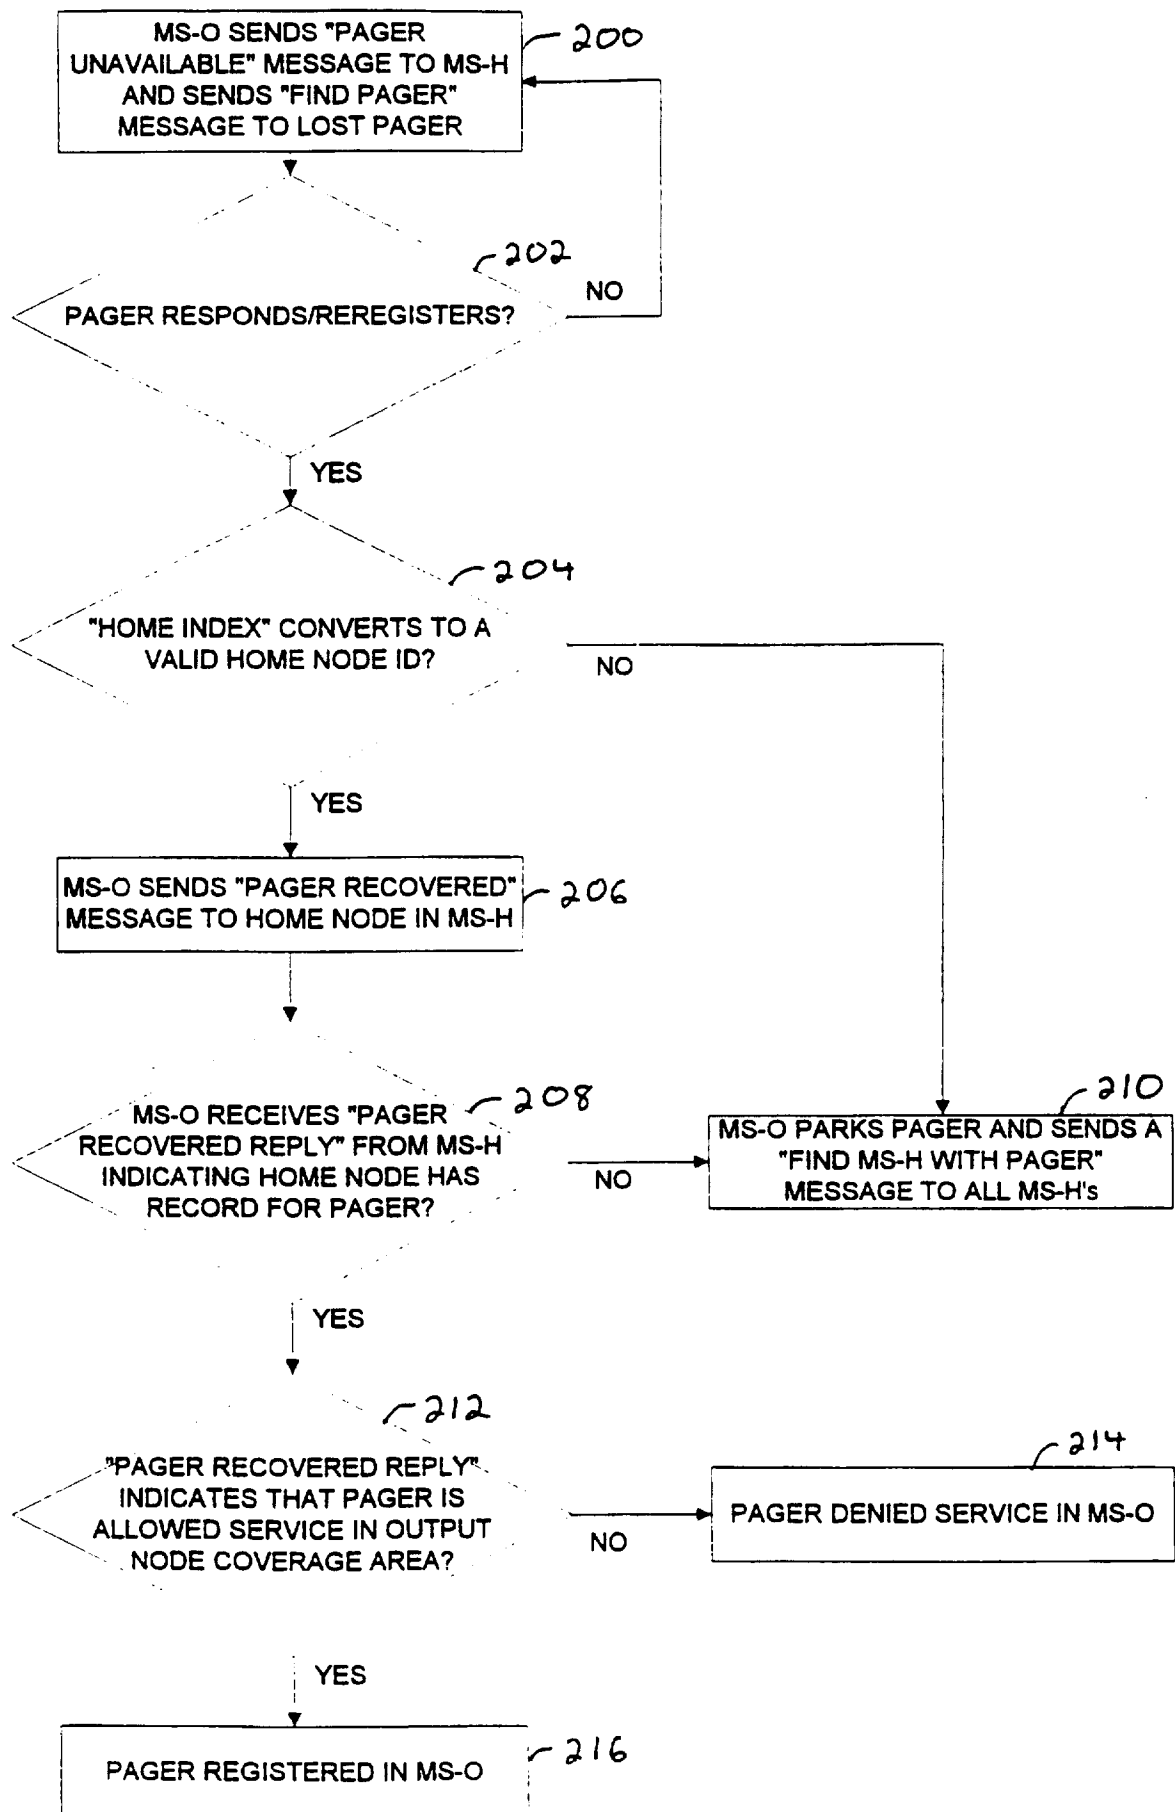 MS-O SENDS "PAGER
UNAVAILABLE" MESSAGE TO MS-H
AND SENDS "FIND PAGER"
MESSAGE TO LOST PAGER
200
202
PAGER RESPONDS/REREGISTERS?
NO
YES
204
"HOME INDEX" CONVERTS TO A
VALID HOME NODE ID?
NO
YES
MS-O SENDS "PAGER RECOVERED"
MESSAGE TO HOME NODE IN MS-H
206
208
MS-O RECEIVES "PAGER
RECOVERED REPLY" FROM MS-H
INDICATING HOME NODE HAS
RECORD FOR PAGER?
NO
210
MS-O PARKS PAGER AND SENDS A
"FIND MS-H WITH PAGER"
MESSAGE TO ALL MS-H's
YES
212
"PAGER RECOVERED REPLY"
INDICATES THAT PAGER IS
ALLOWED SERVICE IN OUTPUT
NODE COVERAGE AREA?
NO
214
PAGER DENIED SERVICE IN MS-O
YES
PAGER REGISTERED IN MS-O
216